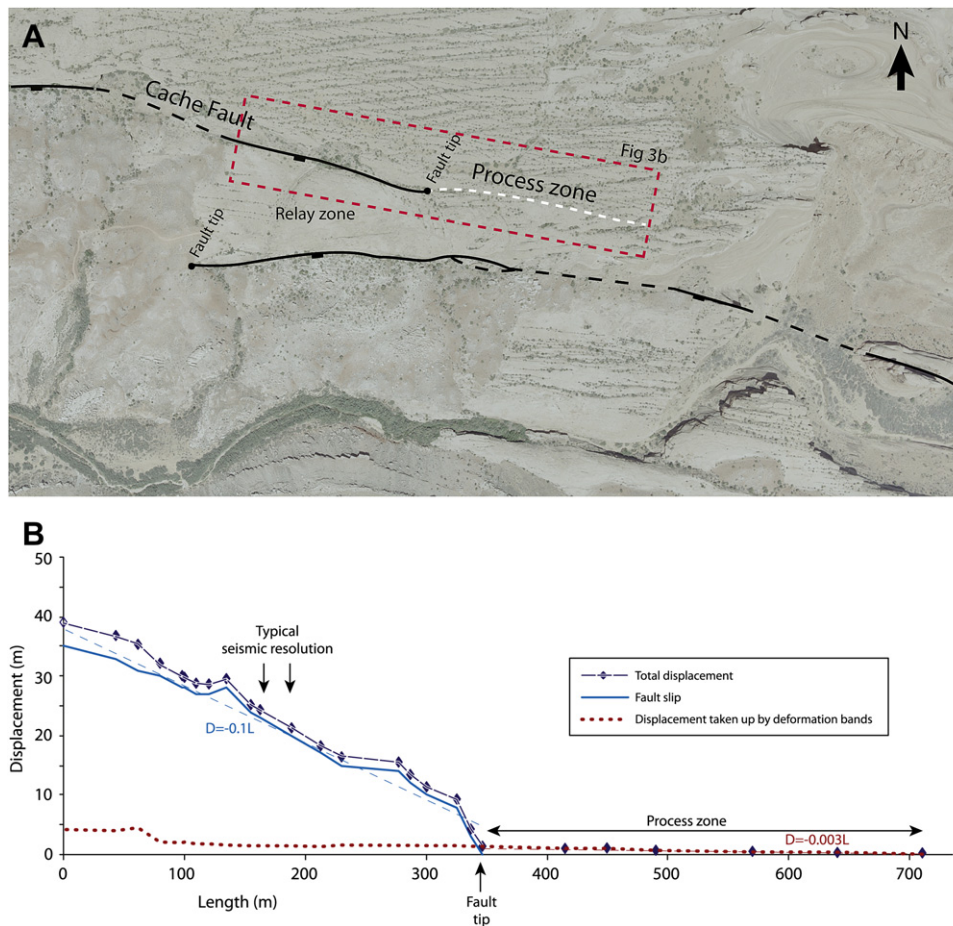 A
N
Cache Fault
Fault tip
Fig 3b
Process zone
Relay zone
Fault tip
B
50
40
30
20
10
0
Displacement (m)
Typical
seismic resolution
D=-0.1L
Total displacement
Fault slip
Displacement taken up by deformation bands
Process zone
D=-0.003L
0
100
200
300
400
500
600
700
Length (m)
Fault
tip